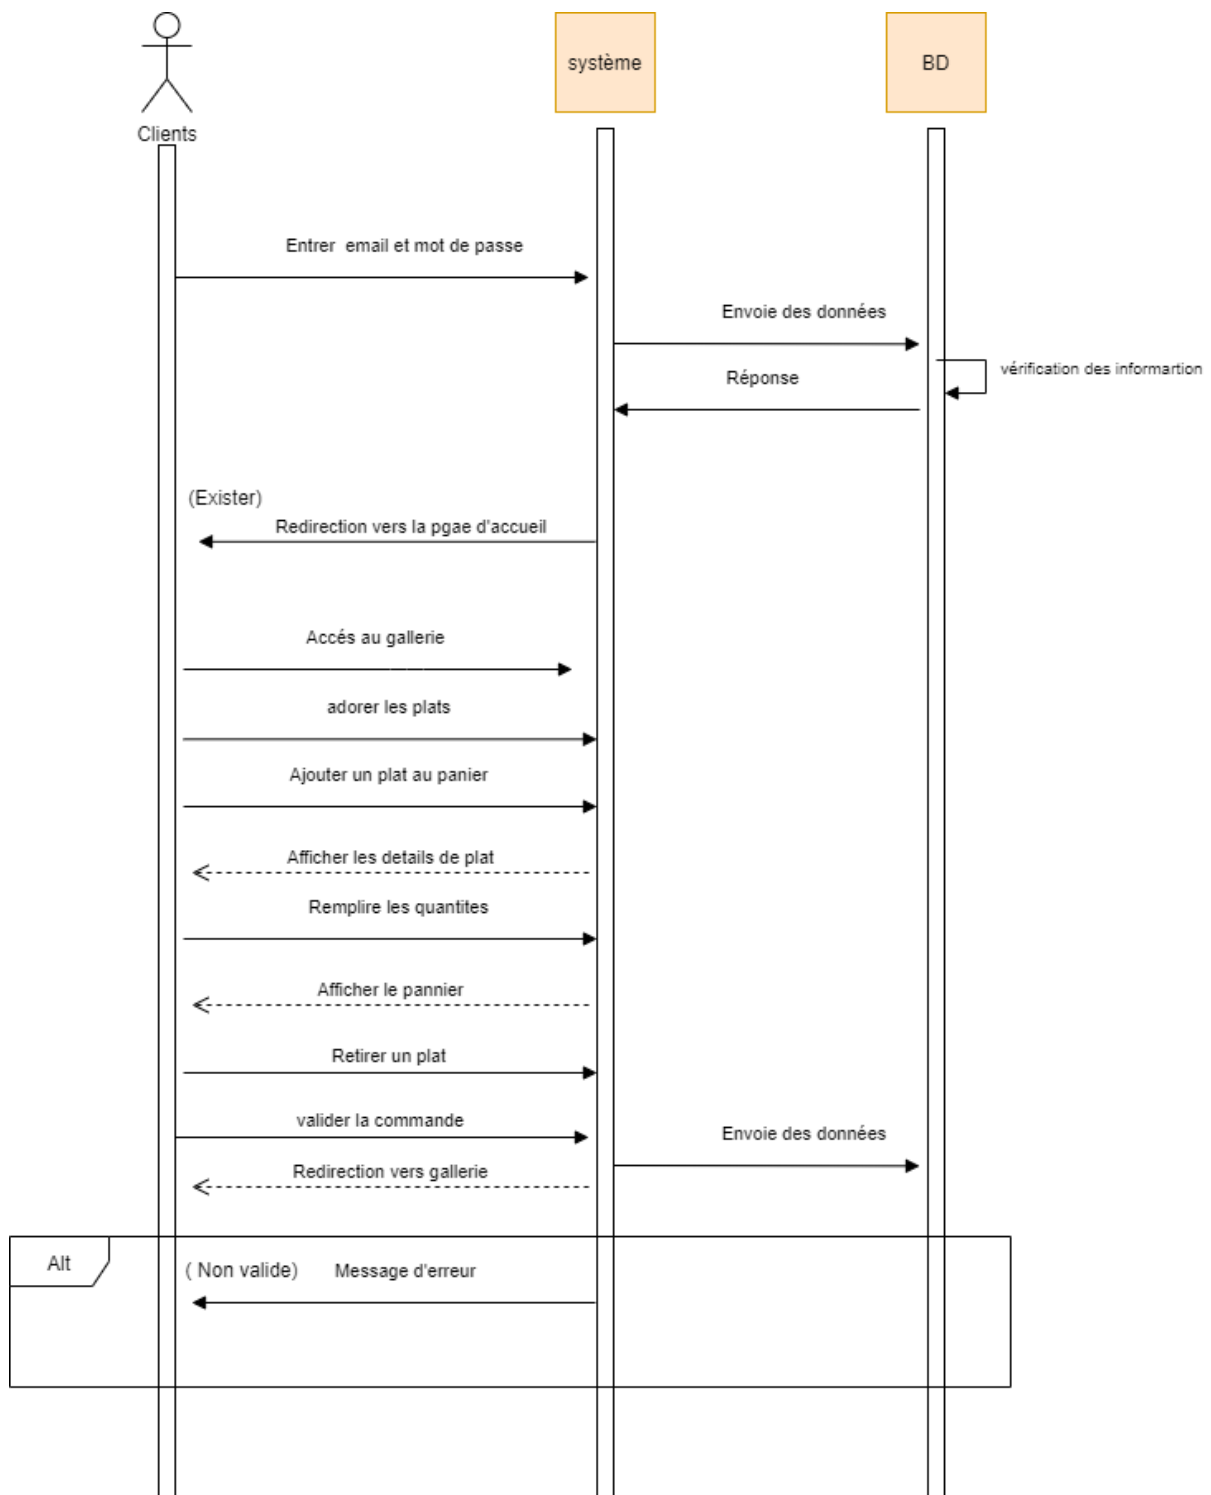 système
BD
Clients
Entrer email et mot de passe
Envoie des données
vérification des informartion
Réponse
(Exister)
Redirection vers la pgae d'accueil
Accés au gallerie
adorer les plats
Ajouter un plat au panier
Afficher les details de plat
Remplire les quantites
Afficher le pannier
Retirer un plat
valider la commande
Envoie des données
Redirection vers gallerie
Alt
( Non valide) Message d'erreur